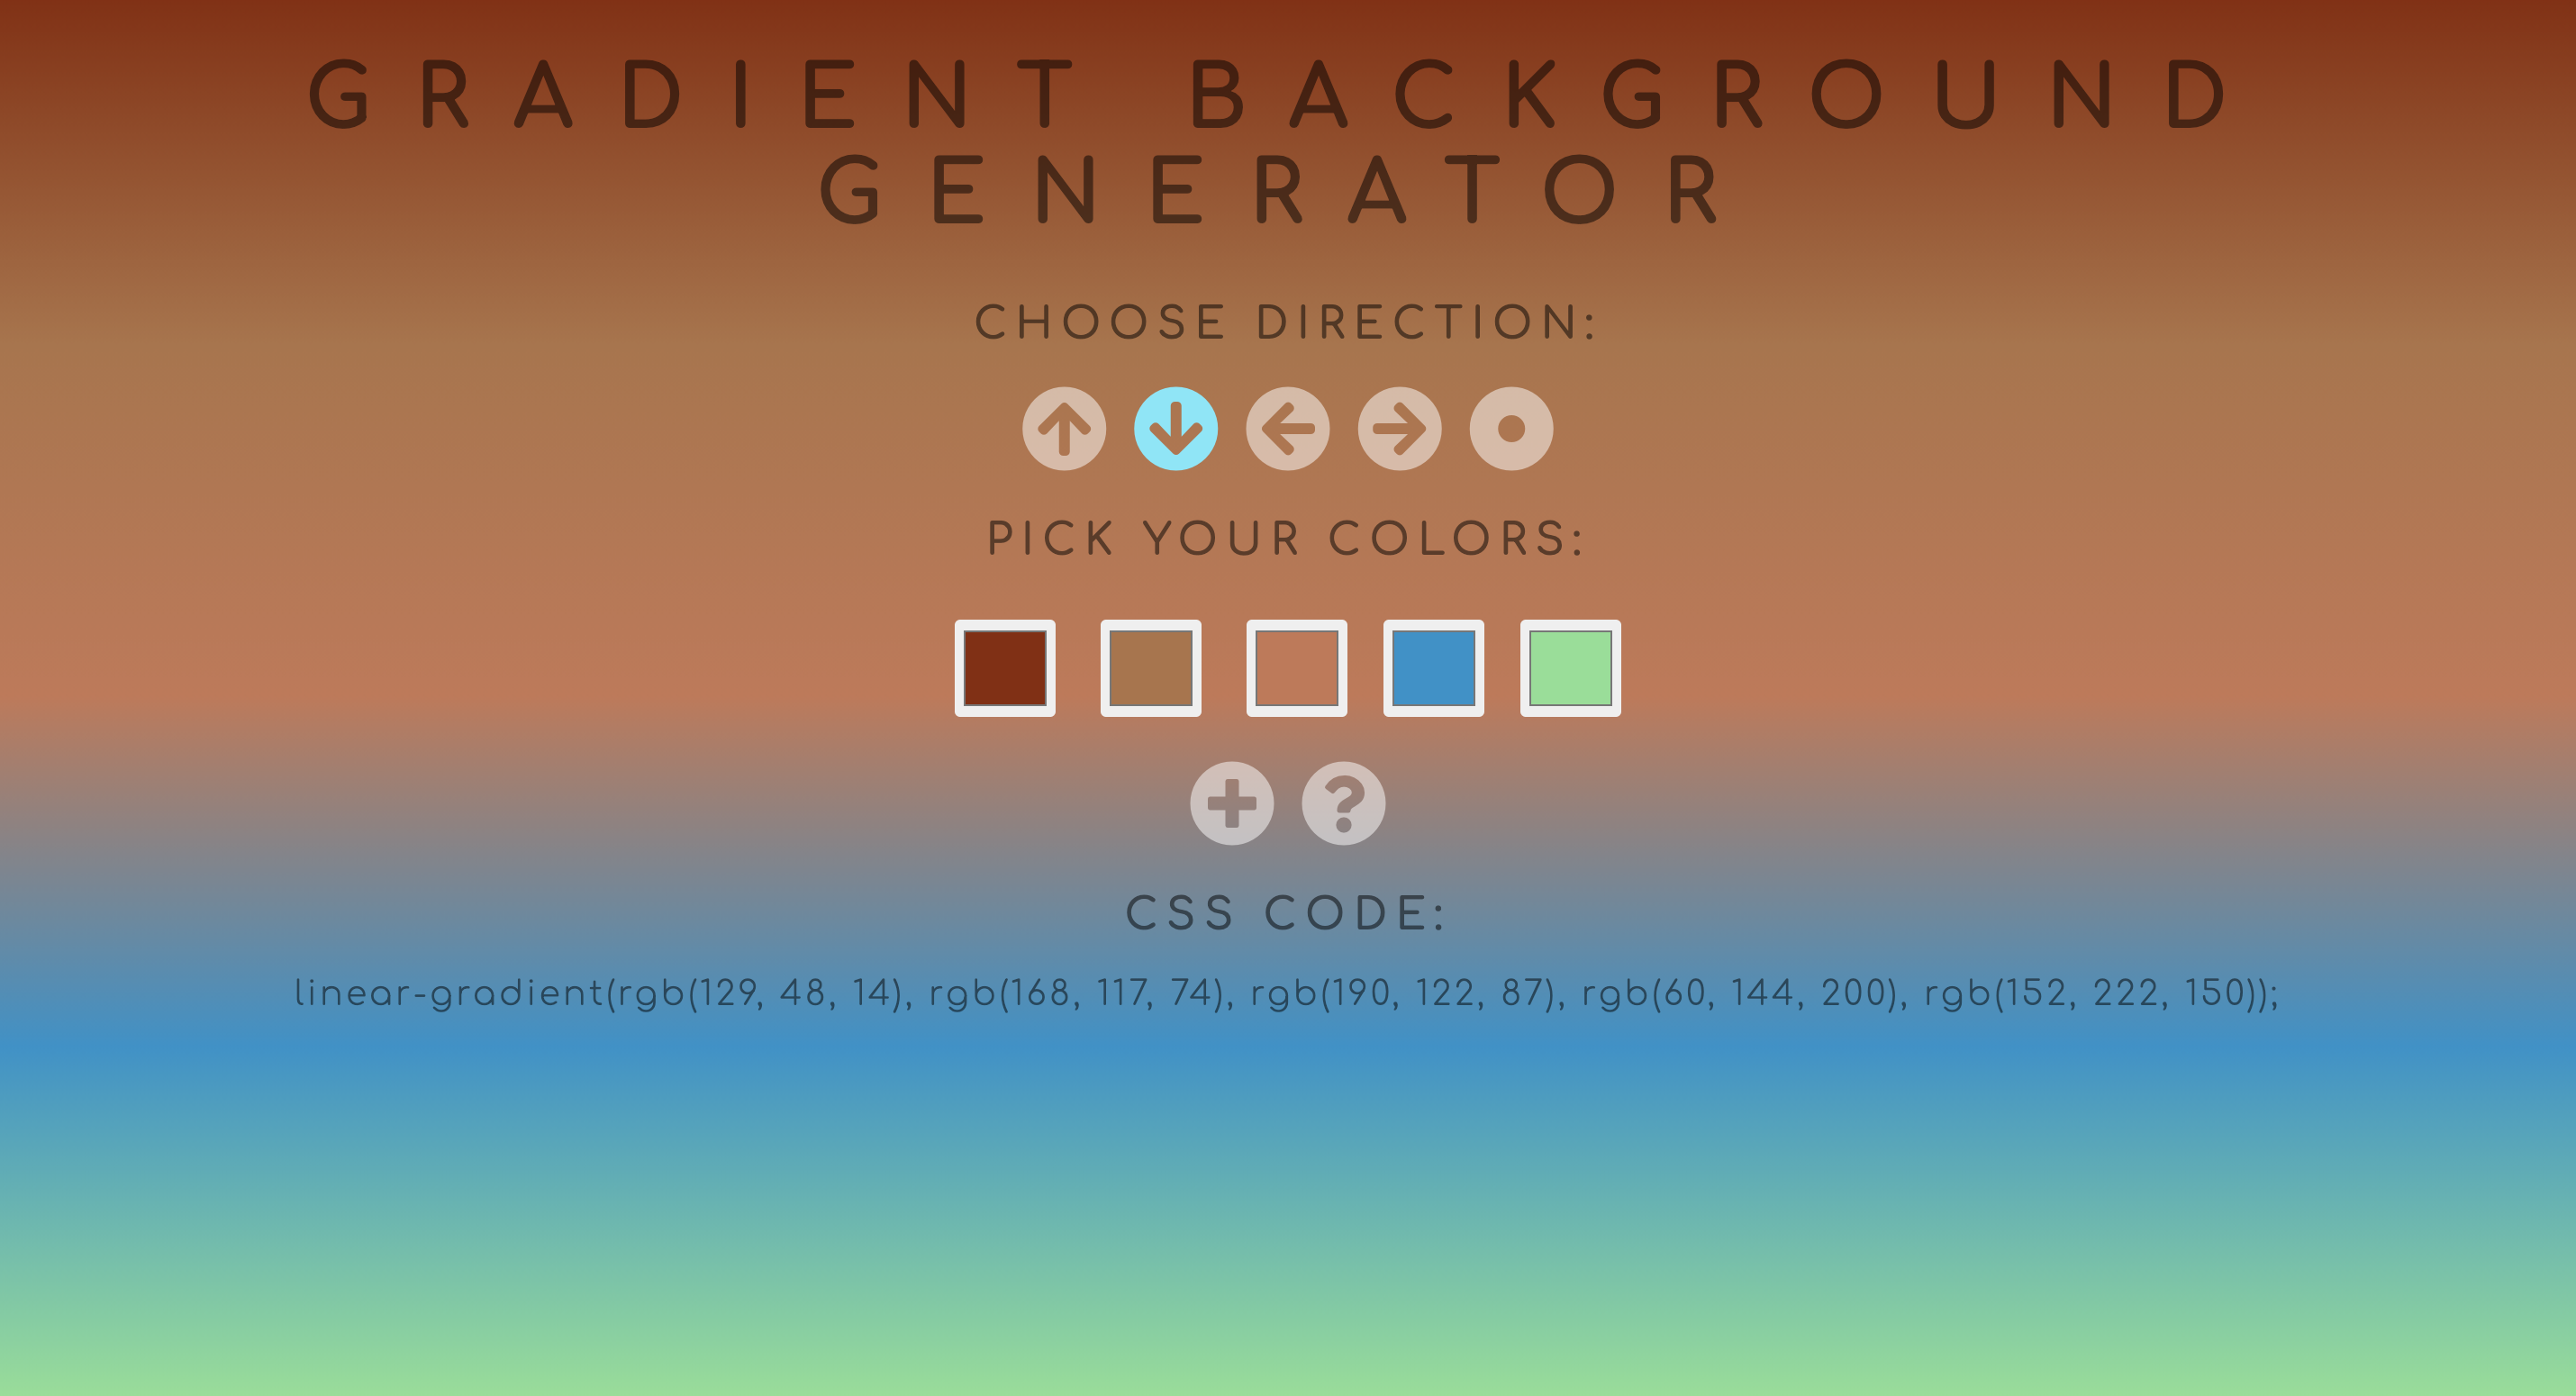 GRADIENT BACKGROUND
GENERATOR
CHOOSE DIRECTION:
PICK YOUR COLORS:
CSS CODE:
linear-gradient(rgb(129, 48, 14), rgb(168, 117, 74), rgb(190, 122, 87), rgb(60, 144, 200), rgb(152, 222, 150));